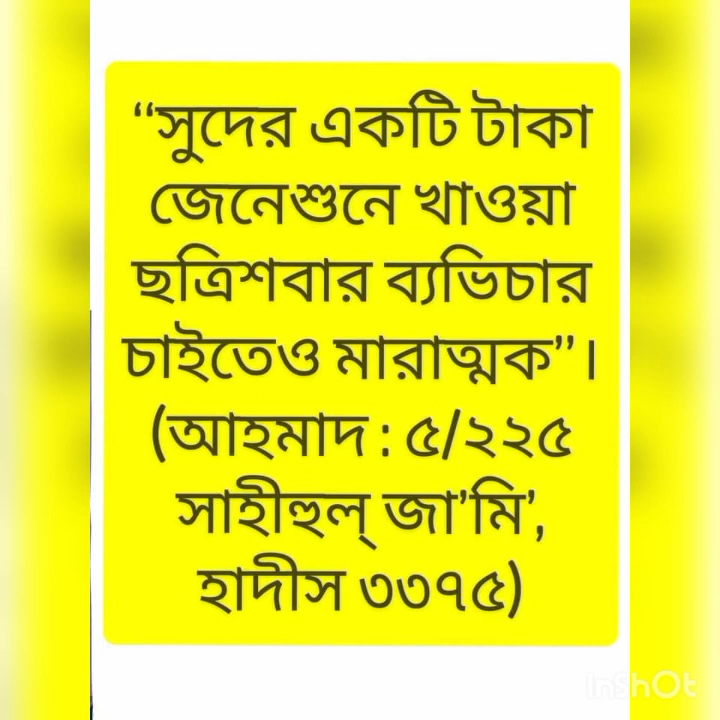 “সুদের একটি টাকা
জেনেশুনে খাওয়া
ছত্রিশবার ব্যভিচার
চাইতেও মারাত্মক”।
(আহমাদ : ৫/২২৫
সাহীহুল্ জা’মি’,
হাদীস ৩৩৭৫)
InShOt